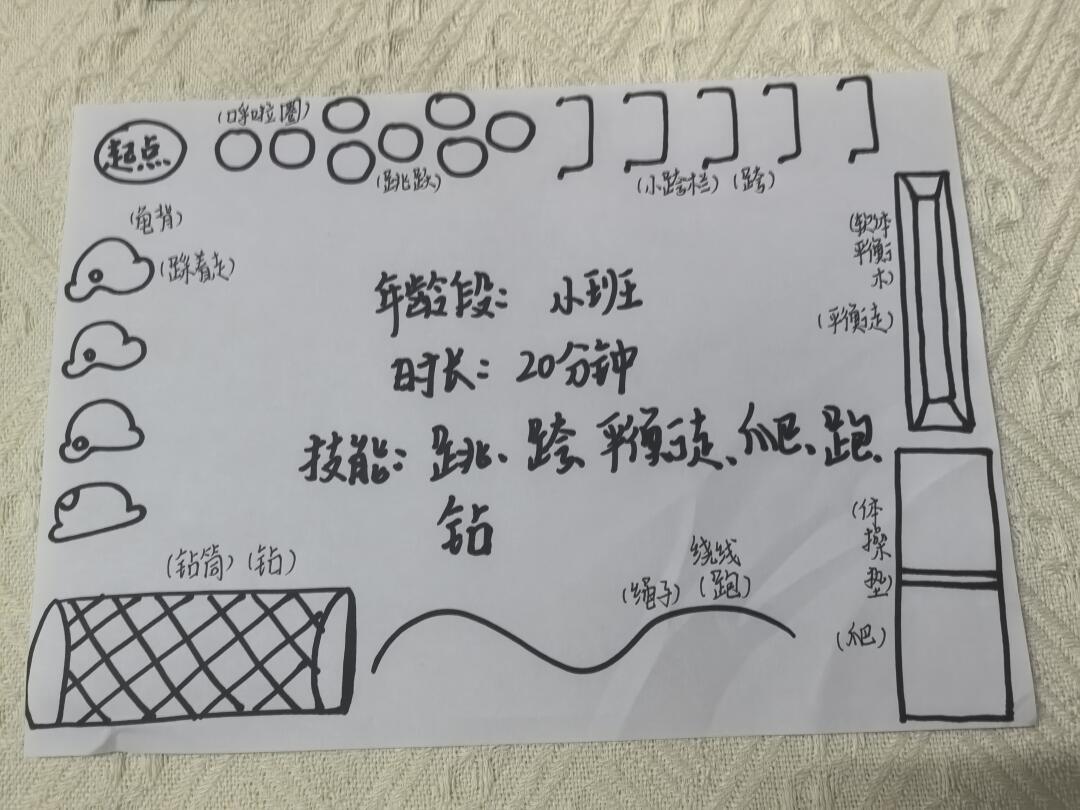 (呼啦圈)
起点
(跳跃)
(小跨栏)(跨)
(龟背)
(踩着走)
(软体
平衡
木)
(平衡走)
年龄段: 小班
时长: 20分钟
技能: 跳、跨、平衡走、爬、跑、
钻
(体
操
垫)
(爬)
(钻筒)(钻)
绕线
(绳子)(跑)